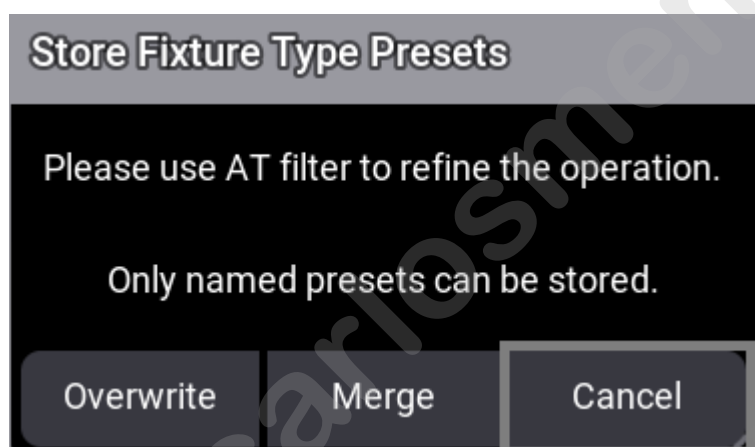 Store Fixture Type Presets
Please use AT filter to refine the operation.
Only named presets can be stored.
Overwrite Merge Cancel